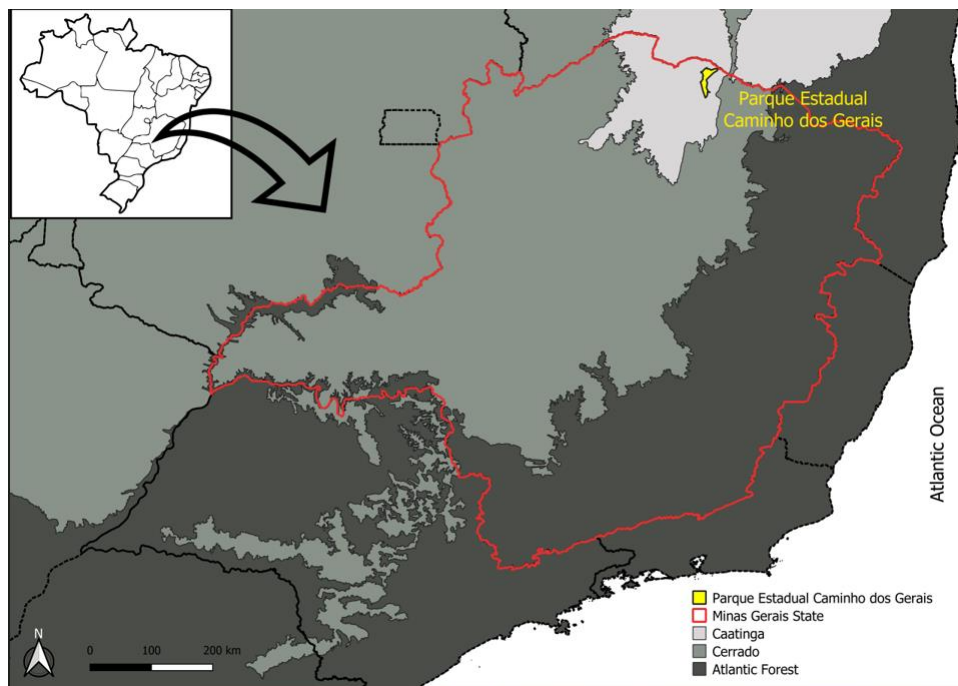 Parque Estadual
Caminho dos Gerais
Atlantic Ocean
Parque Estadual Caminho dos Gerais
Minas Gerais State
Caatinga
Cerrado
Atlantic Forest
N
0 100 200 km